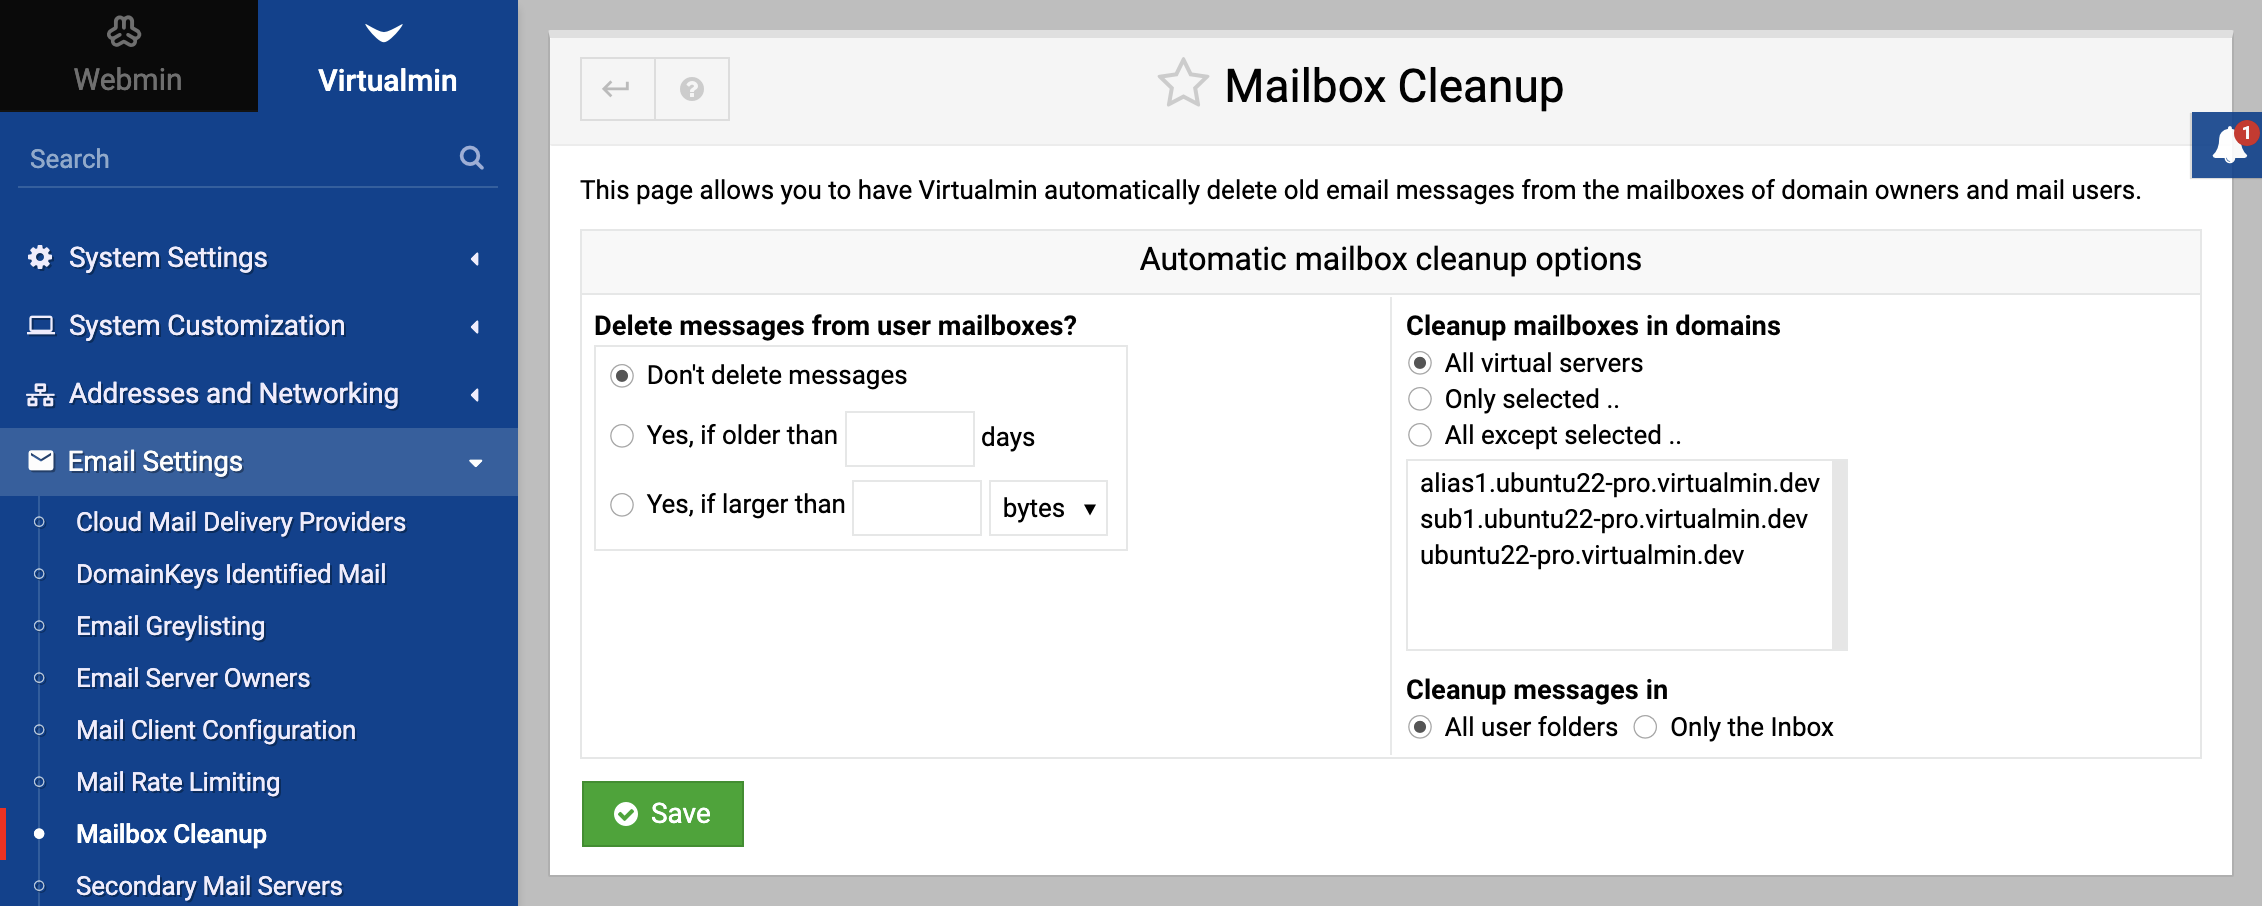 Webmin
Virtualmin
Search
System Settings
System Customization
Addresses and Networking
Email Settings
Cloud Mail Delivery Providers
DomainKeys Identified Mail
Email Greylisting
Email Server Owners
Mail Client Configuration
Mail Rate Limiting
Mailbox Cleanup
Secondary Mail Servers
?
Mailbox Cleanup
1
This page allows you to have Virtualmin automatically delete old email messages from the mailboxes of domain owners and mail users.
Automatic mailbox cleanup options
Delete messages from user mailboxes?
Don't delete messages
Yes, if older than days
Yes, if larger than bytes
Cleanup mailboxes in domains
All virtual servers
Only selected ..
All except selected ..
alias1.ubuntu22-pro.virtualmin.dev
sub1.ubuntu22-pro.virtualmin.dev
ubuntu22-pro.virtualmin.dev
Cleanup messages in
All user folders Only the Inbox
Save